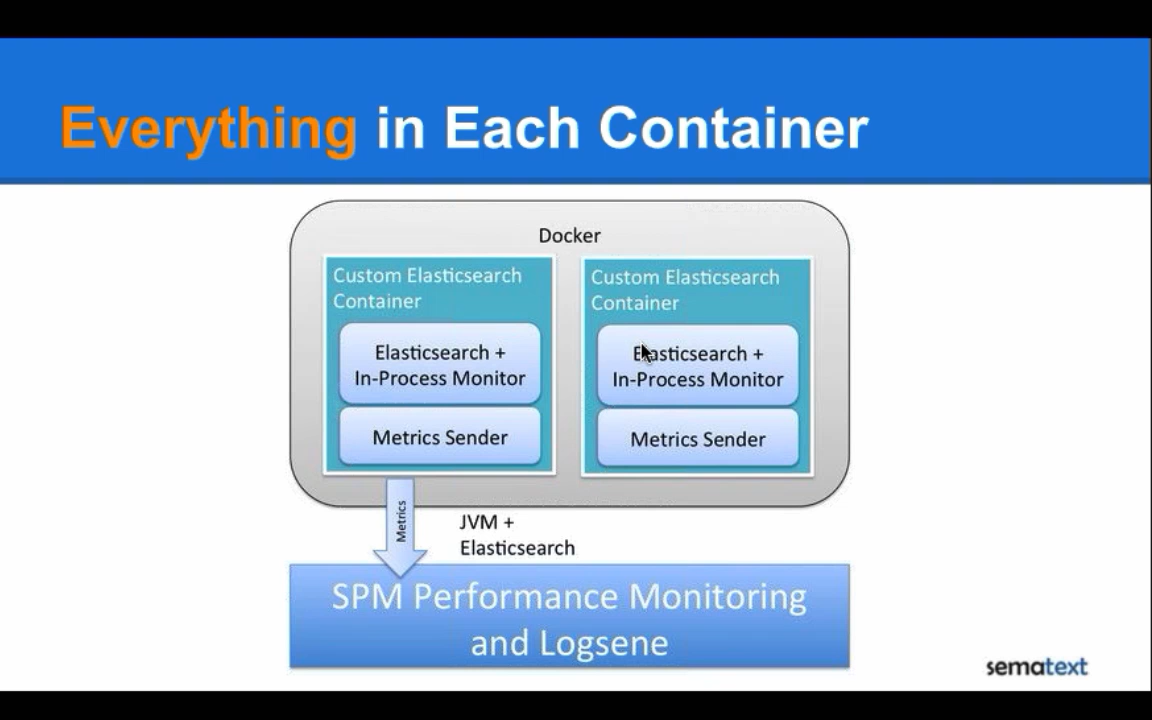 Everything in Each Container
Docker
Custom Elasticsearch
Container
Elasticsearch +
In-Process Monitor
Metrics Sender
Custom Elasticsearch
Container
Elasticsearch +
In-Process Monitor
Metrics Sender
Metrics
JVM +
Elasticsearch
SPM Performance Monitoring
and Logsene
sematext